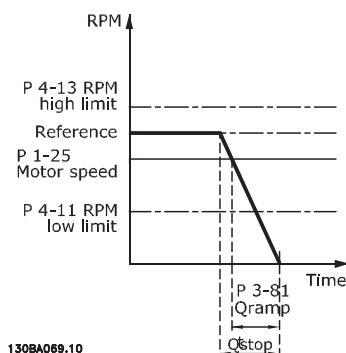 RPM
P 4-13 RPM
high limit
Reference
P 1-25
Motor speed
P 4-11 RPM
low limit
Time
P 3-81
Qramp
t
Qstop
130BA069.10